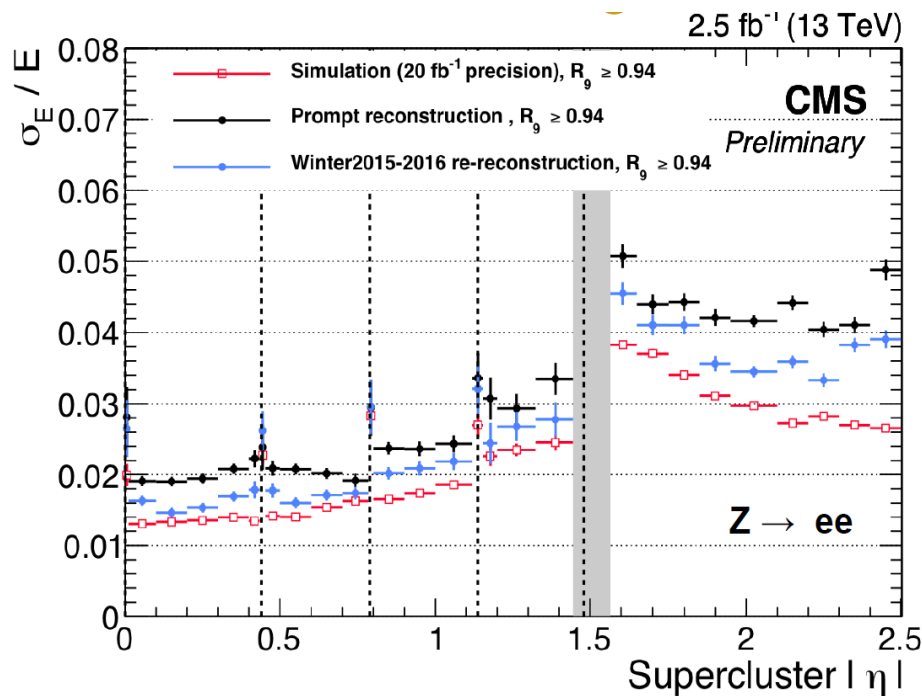 2.5 fb⁻¹ (13 TeV)
σ_E / E
0.08
0.07
0.06
0.05
0.04
0.03
0.02
0.01
0
Simulation (20 fb⁻¹ precision), R₉ ≥ 0.94
Prompt reconstruction , R₉ ≥ 0.94
Winter2015-2016 re-reconstruction, R₉ ≥ 0.94
CMS
Preliminary
Z → ee
0 0.5 1 1.5 2 2.5
Supercluster | η |